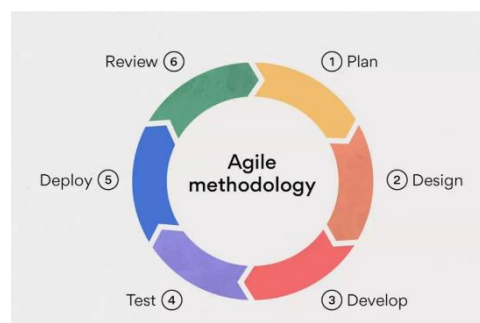 Agile
methodology
1 Plan
2 Design
3 Develop
Test 4
Deploy 5
Review 6